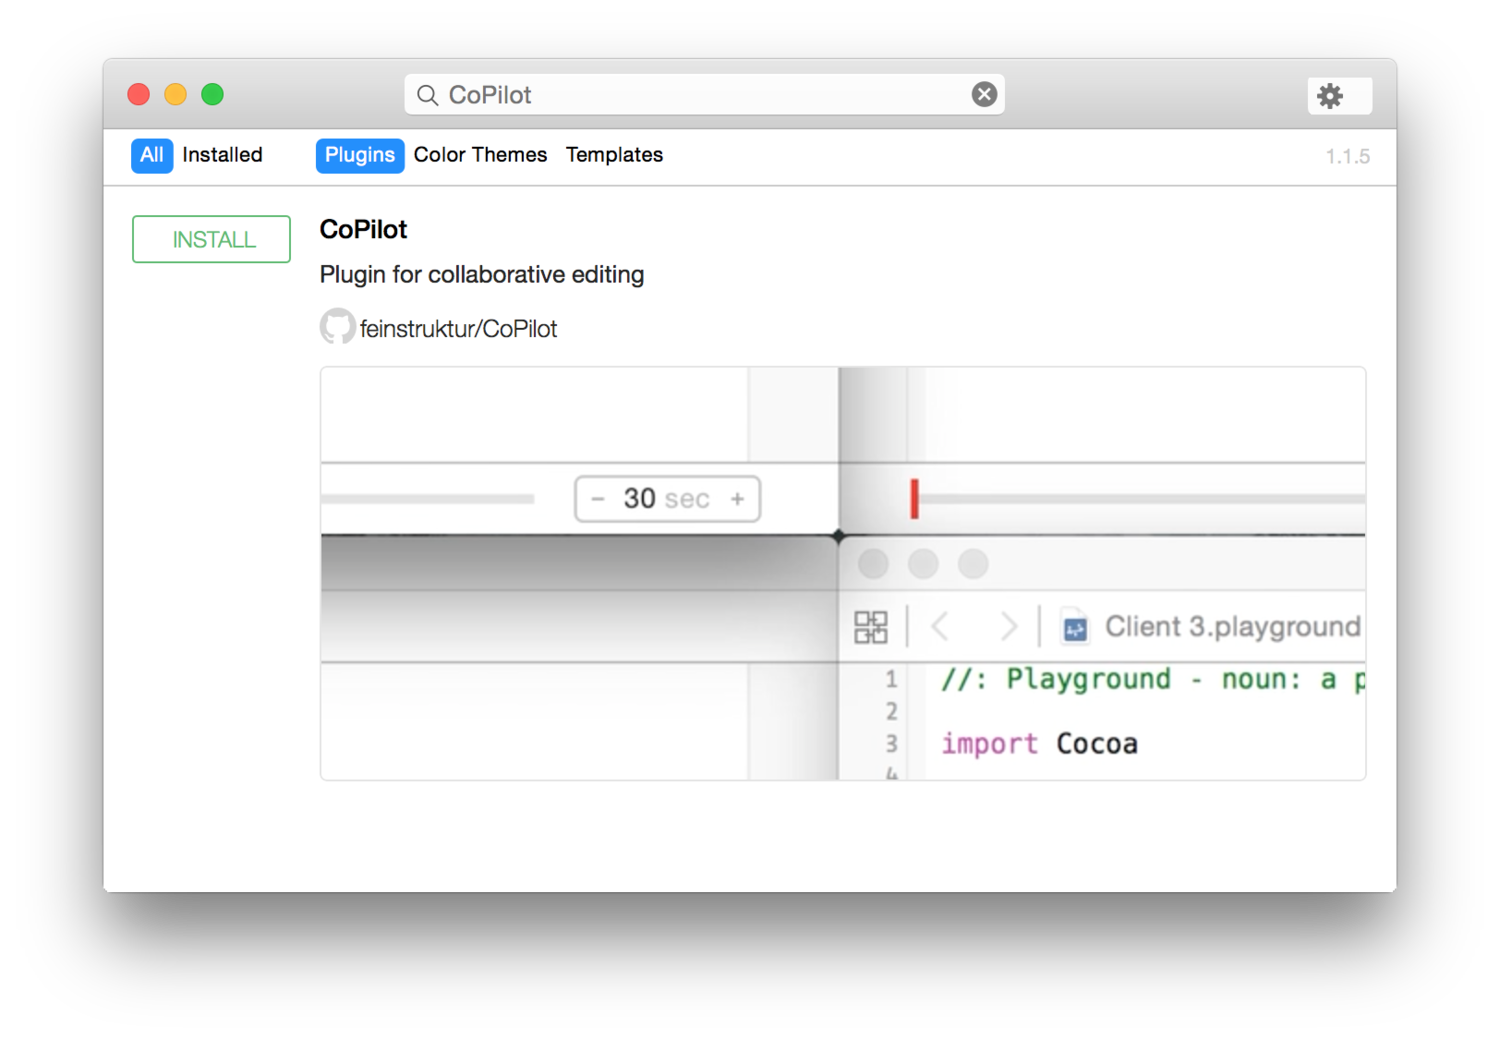 CoPilot
All Installed Plugins Color Themes Templates 1.1.5
INSTALL
CoPilot
Plugin for collaborative editing
feinstruktur/CoPilot
- 30 sec +
Client 3.playground
1 //: Playground - noun: a p
2
3 import Cocoa
4